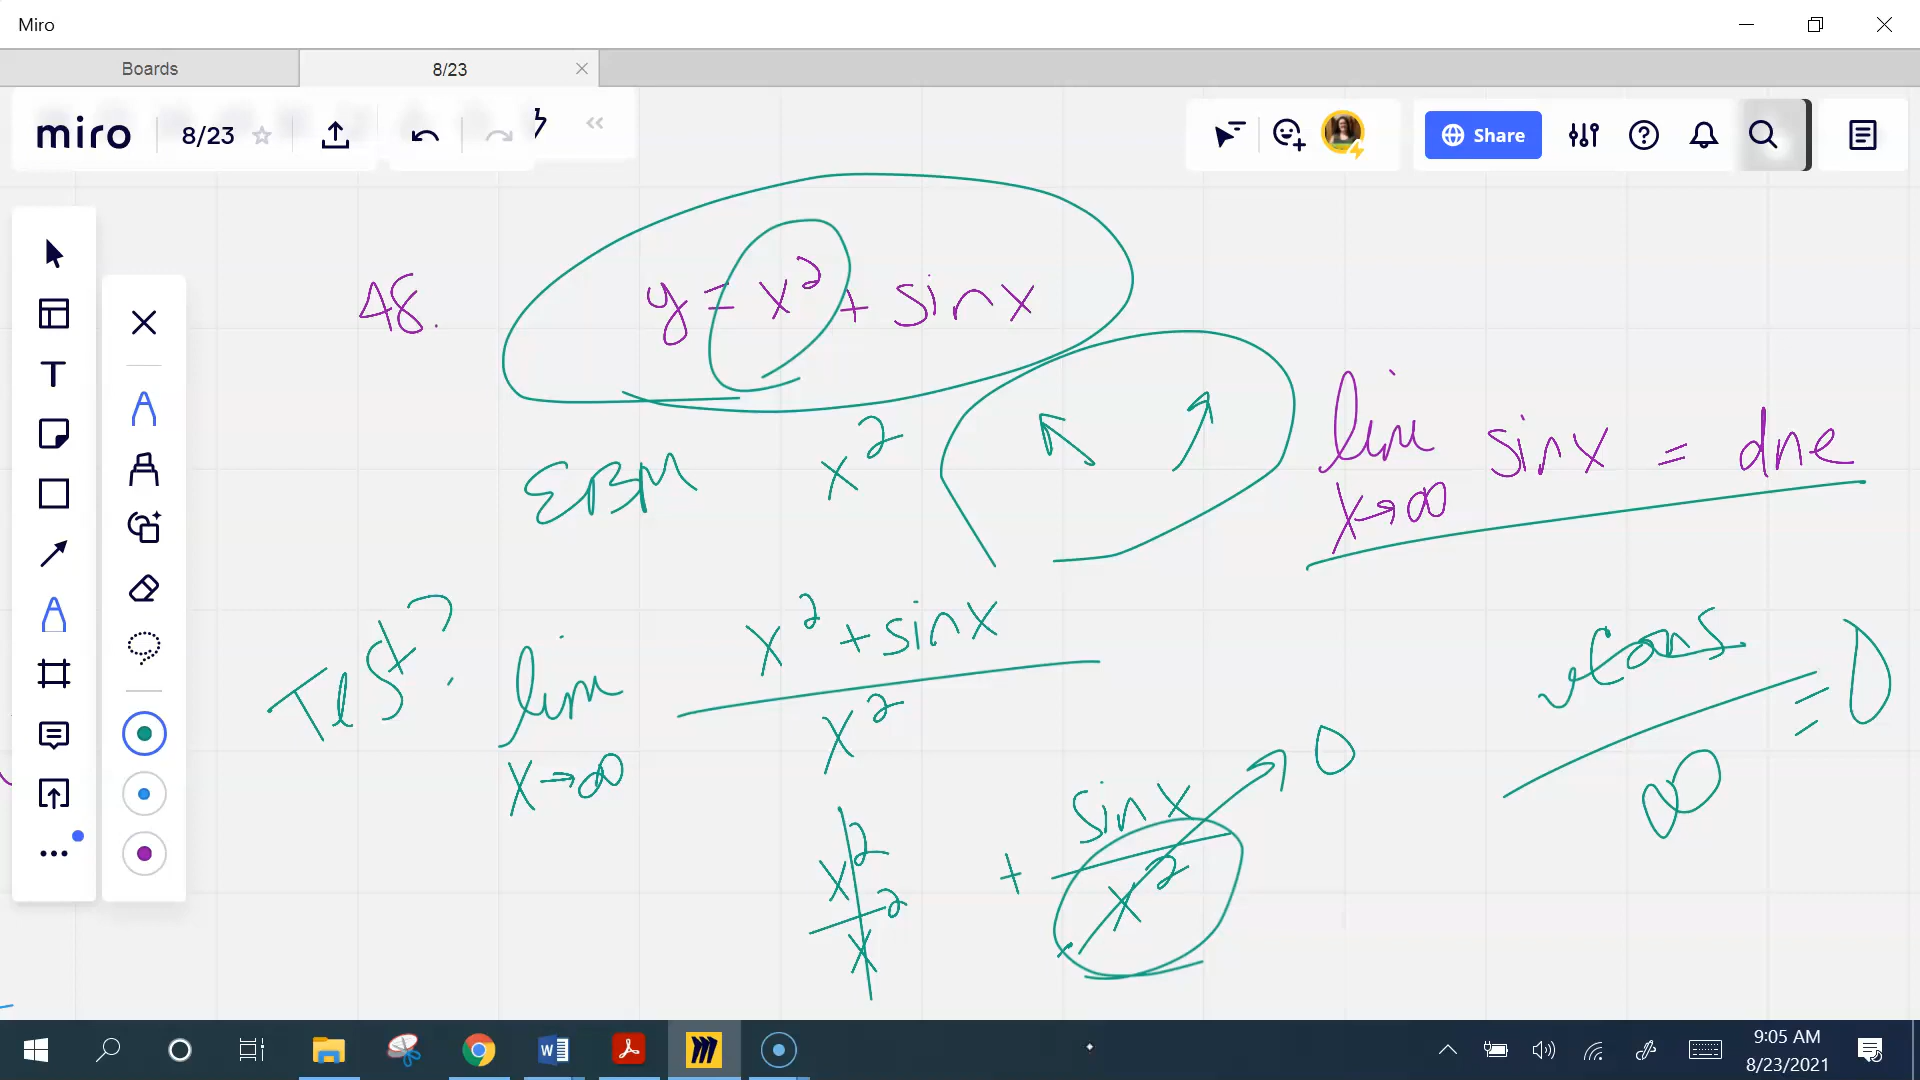 Miro
Boards
8/23
miro
8/23
Share
48. y = x² + sinx
EBM x²
lim sinx = dne
x→∞
Test?
lim x² + sinx
x→∞ x²
cons = 0
∞
x² + sinx → 0
x² x²
9:05 AM
8/23/2021